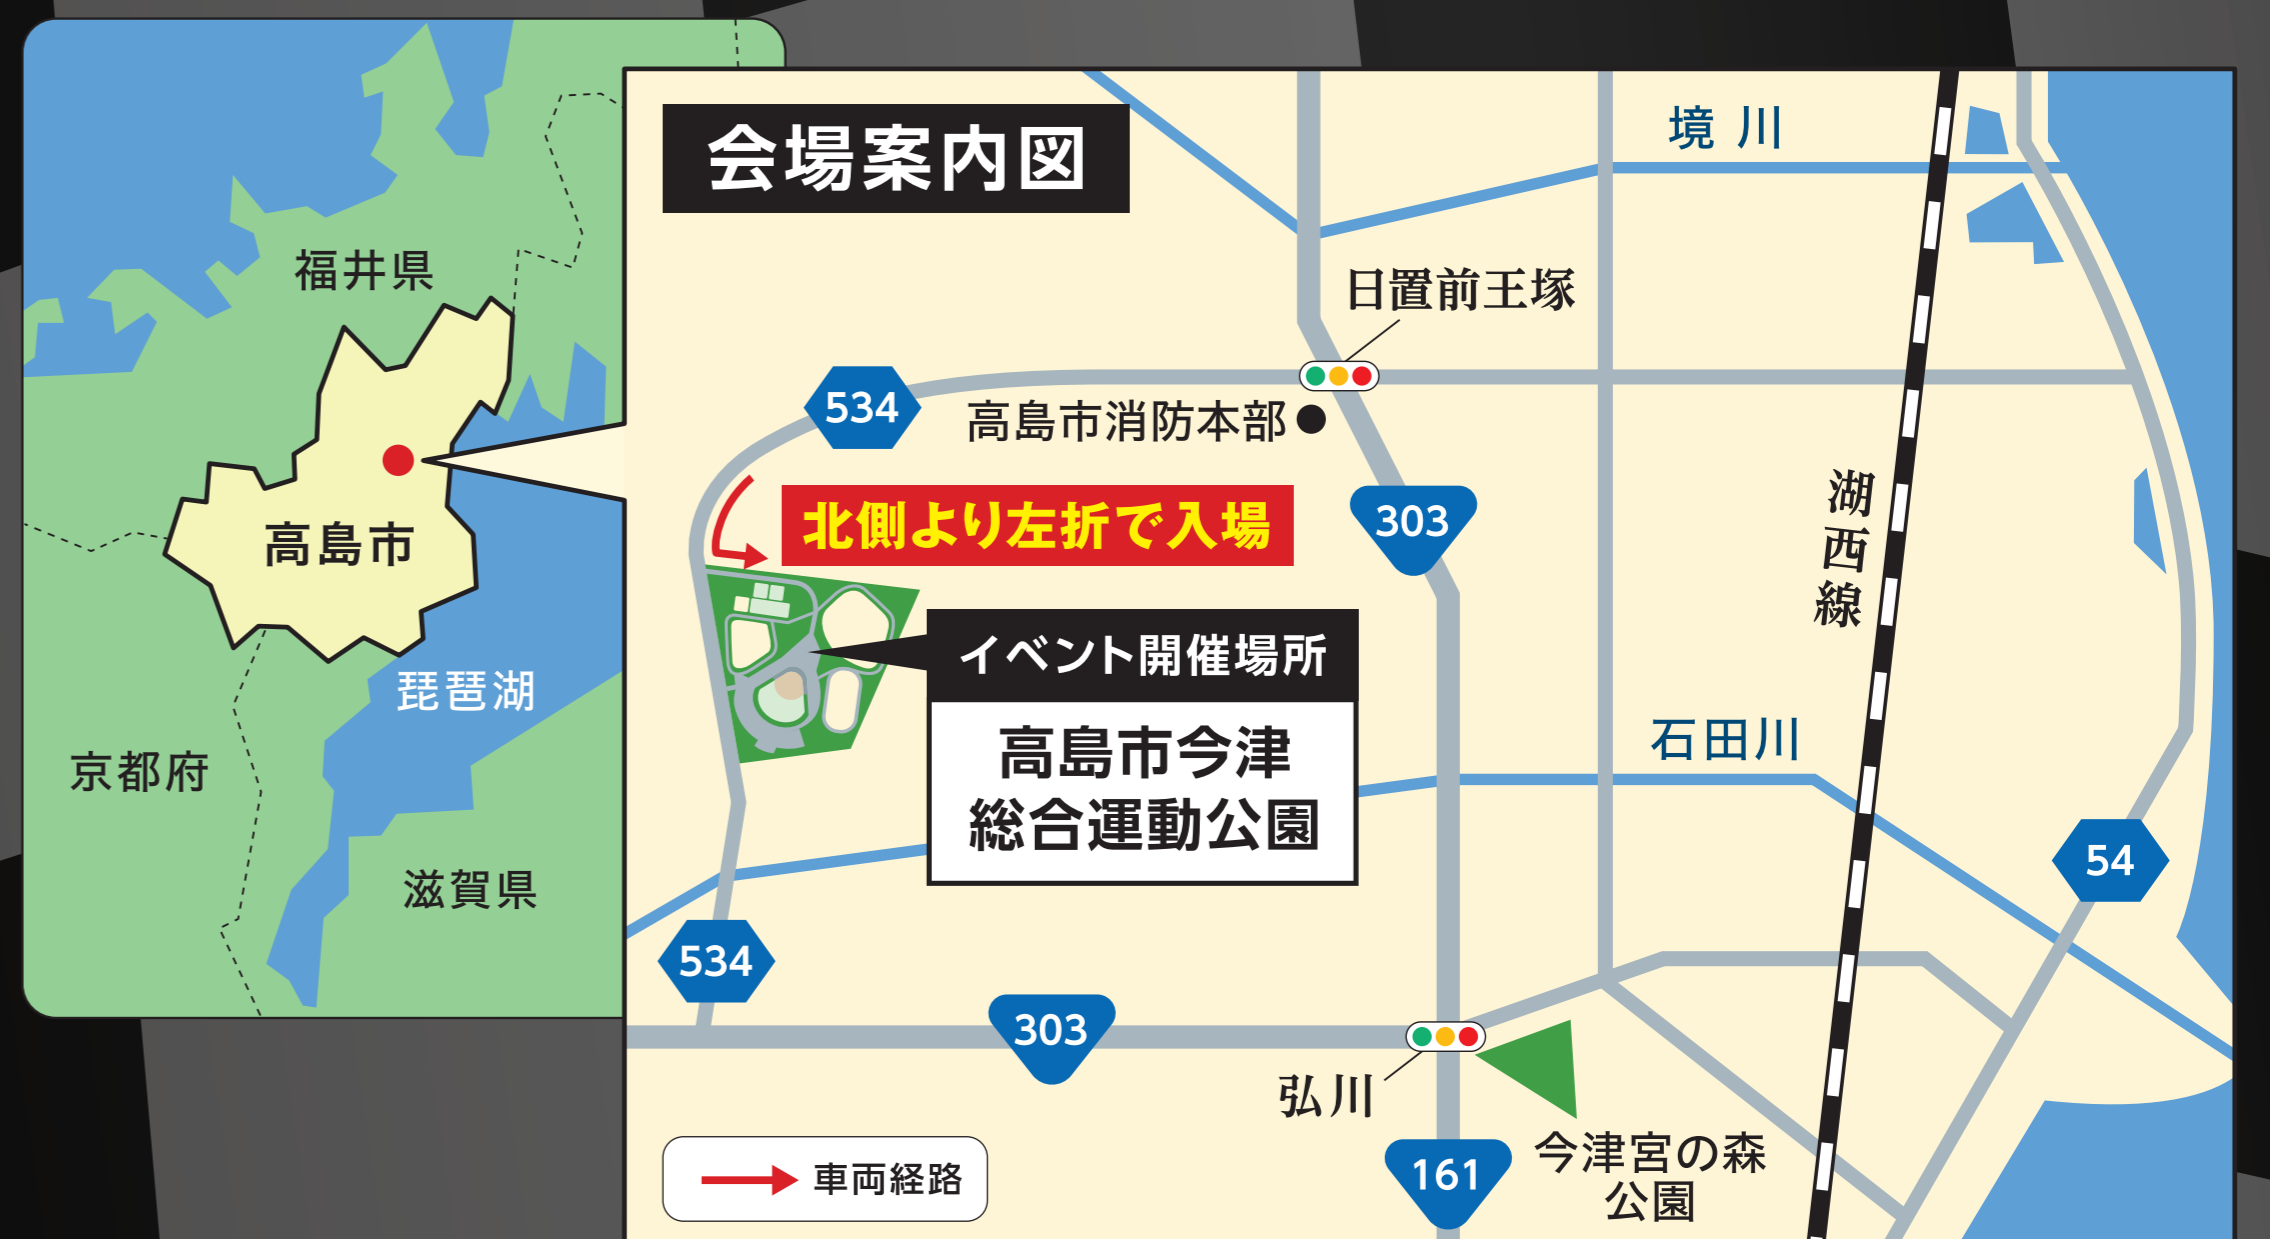 福井県
高島市
琵琶湖
京都府
滋賀県
会場案内図
境川
日置前王塚
534
高島市消防本部
北側より左折で入場
303
湖西線
イベント開催場所
高島市今津
総合運動公園
石田川
54
534
303
弘川
161
今津宮の森
公園
車両経路